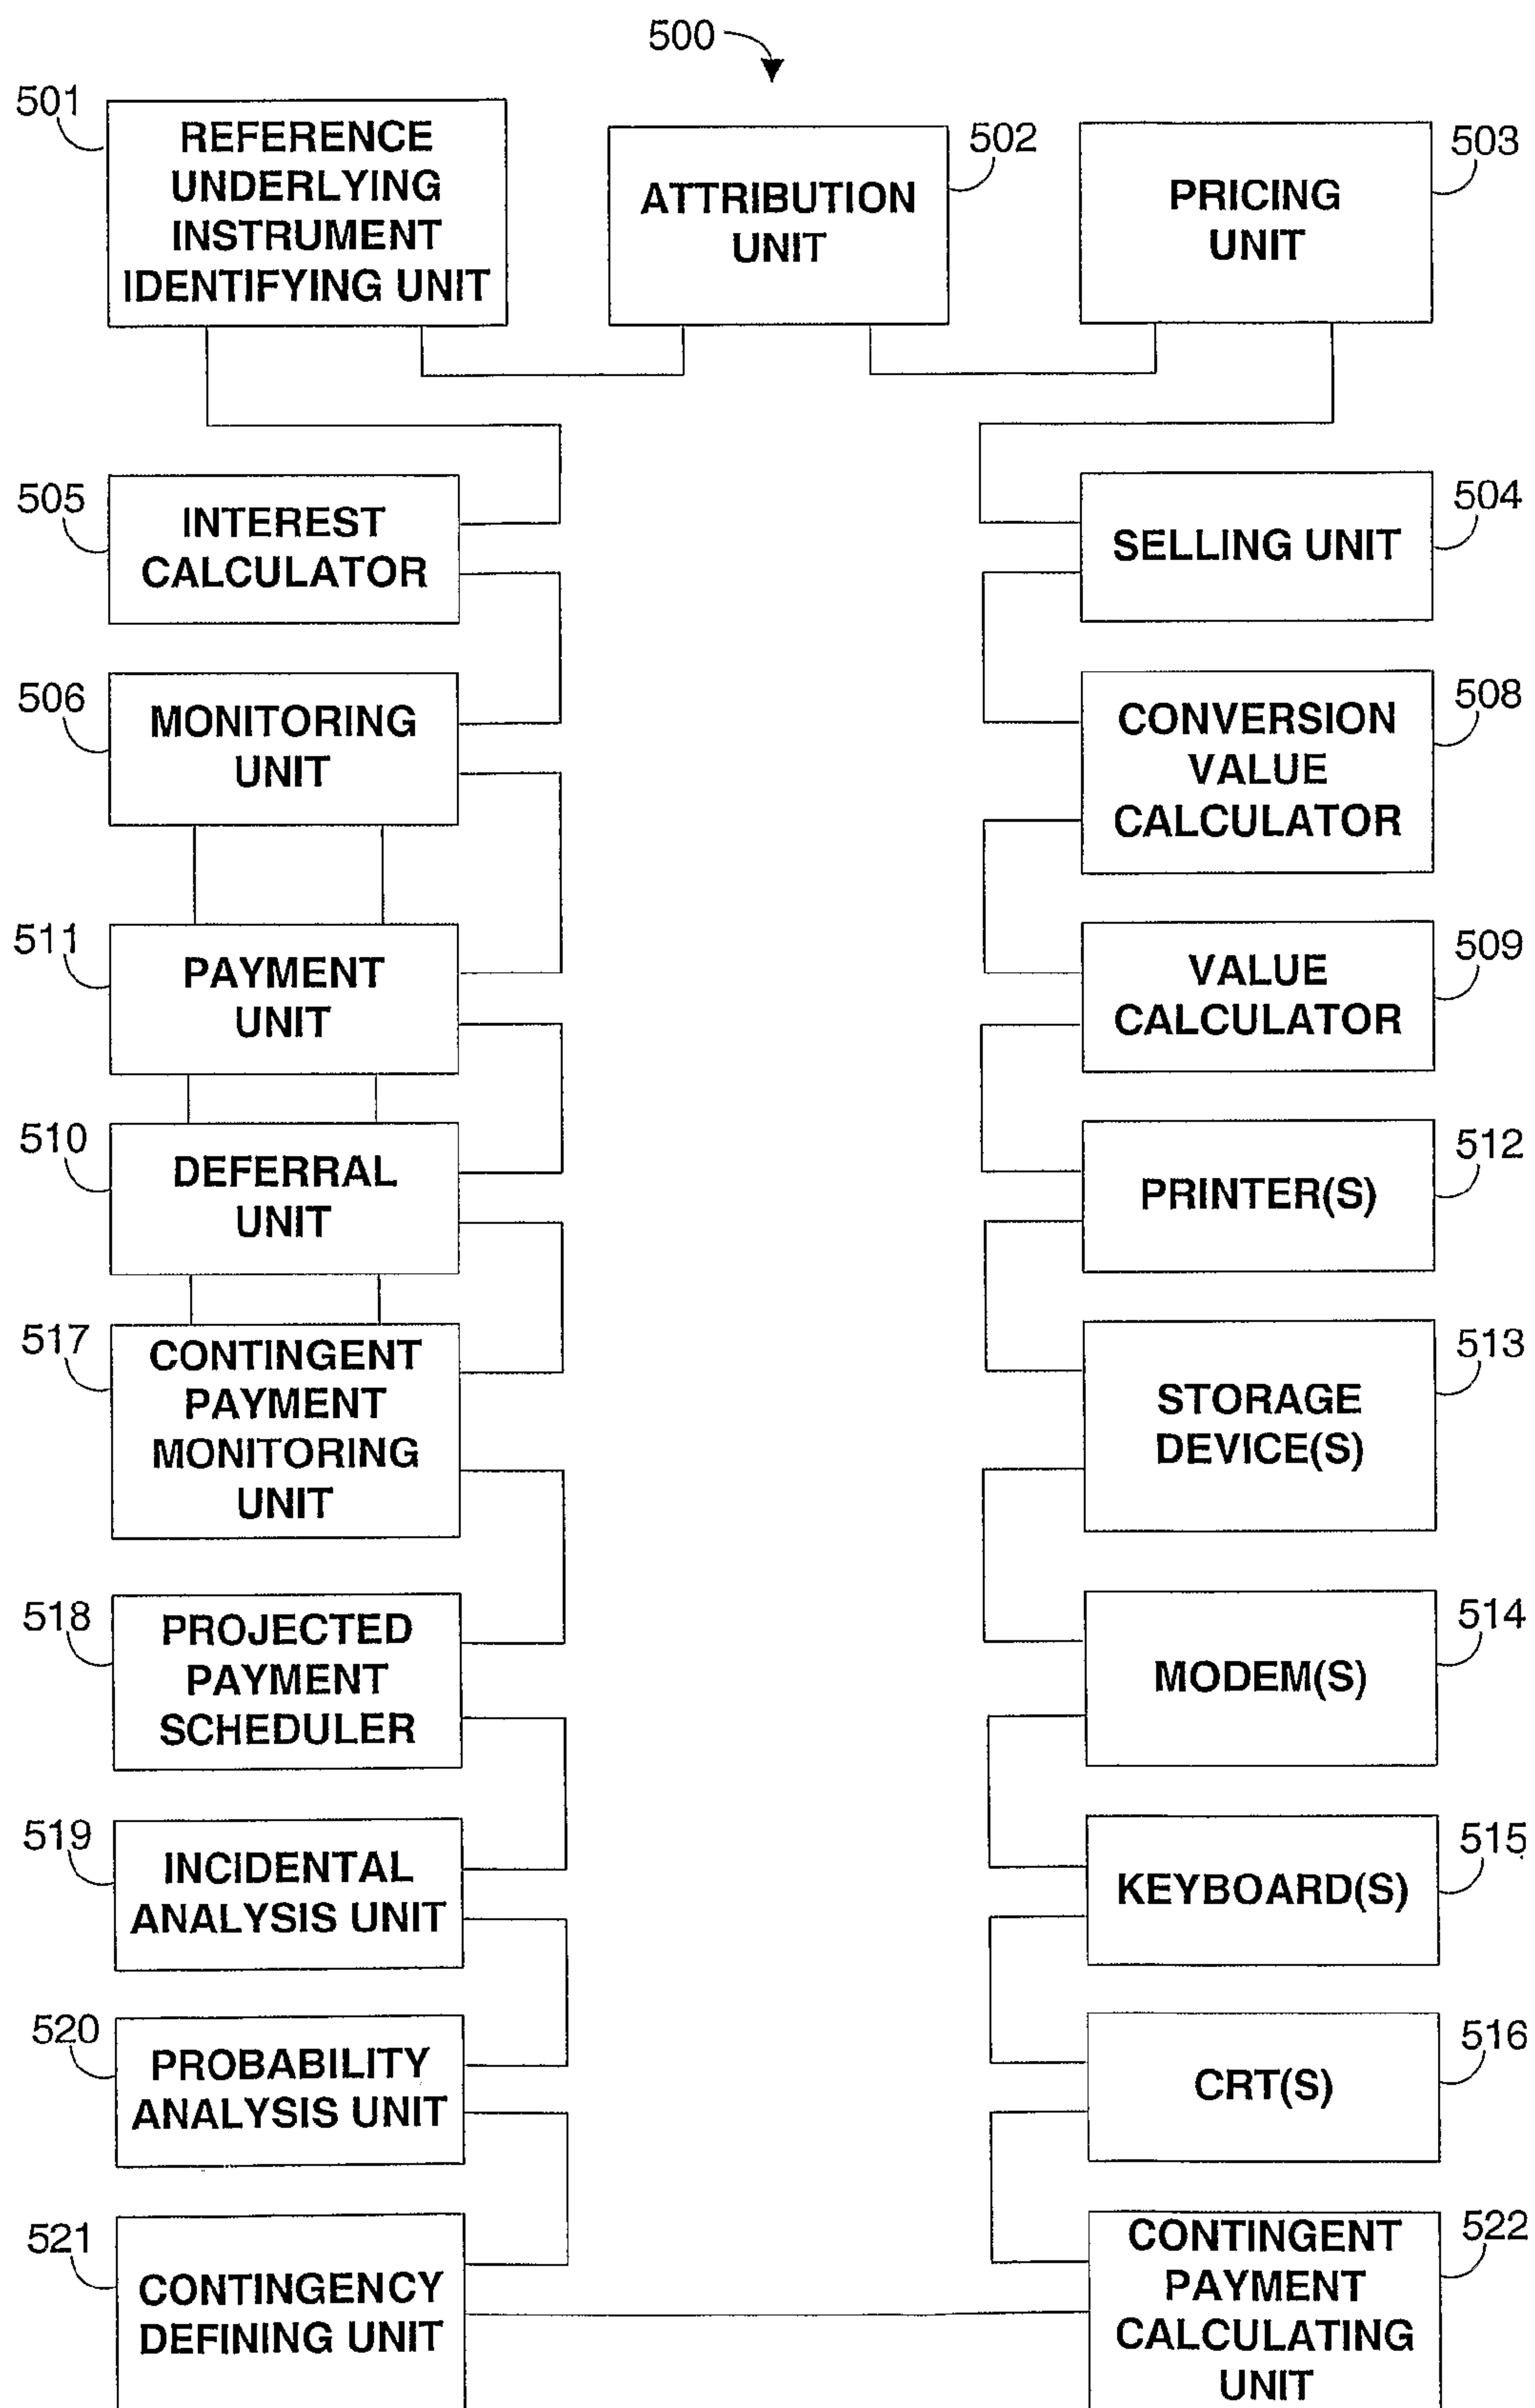 500
501
REFERENCE
UNDERLYING
INSTRUMENT
IDENTIFYING UNIT
502
ATTRIBUTION
UNIT
503
PRICING
UNIT
505
INTEREST
CALCULATOR
504
SELLING UNIT
506
MONITORING
UNIT
508
CONVERSION
VALUE
CALCULATOR
511
PAYMENT
UNIT
509
VALUE
CALCULATOR
510
DEFERRAL
UNIT
512
PRINTER(S)
517
CONTINGENT
PAYMENT
MONITORING
UNIT
513
STORAGE
DEVICE(S)
518
PROJECTED
PAYMENT
SCHEDULER
514
MODEM(S)
519
INCIDENTAL
ANALYSIS UNIT
515
KEYBOARD(S)
520
PROBABILITY
ANALYSIS UNIT
516
CRT(S)
521
CONTINGENCY
DEFINING UNIT
522
CONTINGENT
PAYMENT
CALCULATING
UNIT